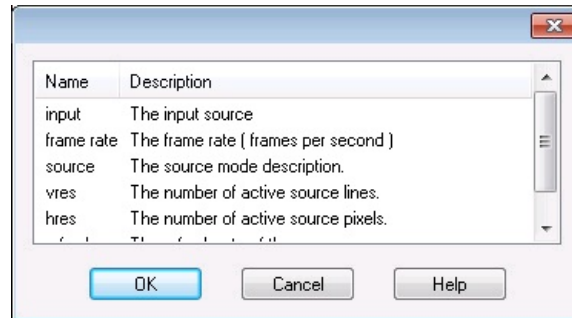 Name Description
input The input source
frame rate The frame rate ( frames per second )
source The source mode description.
vres The number of active source lines.
hres The number of active source pixels.
OK Cancel Help